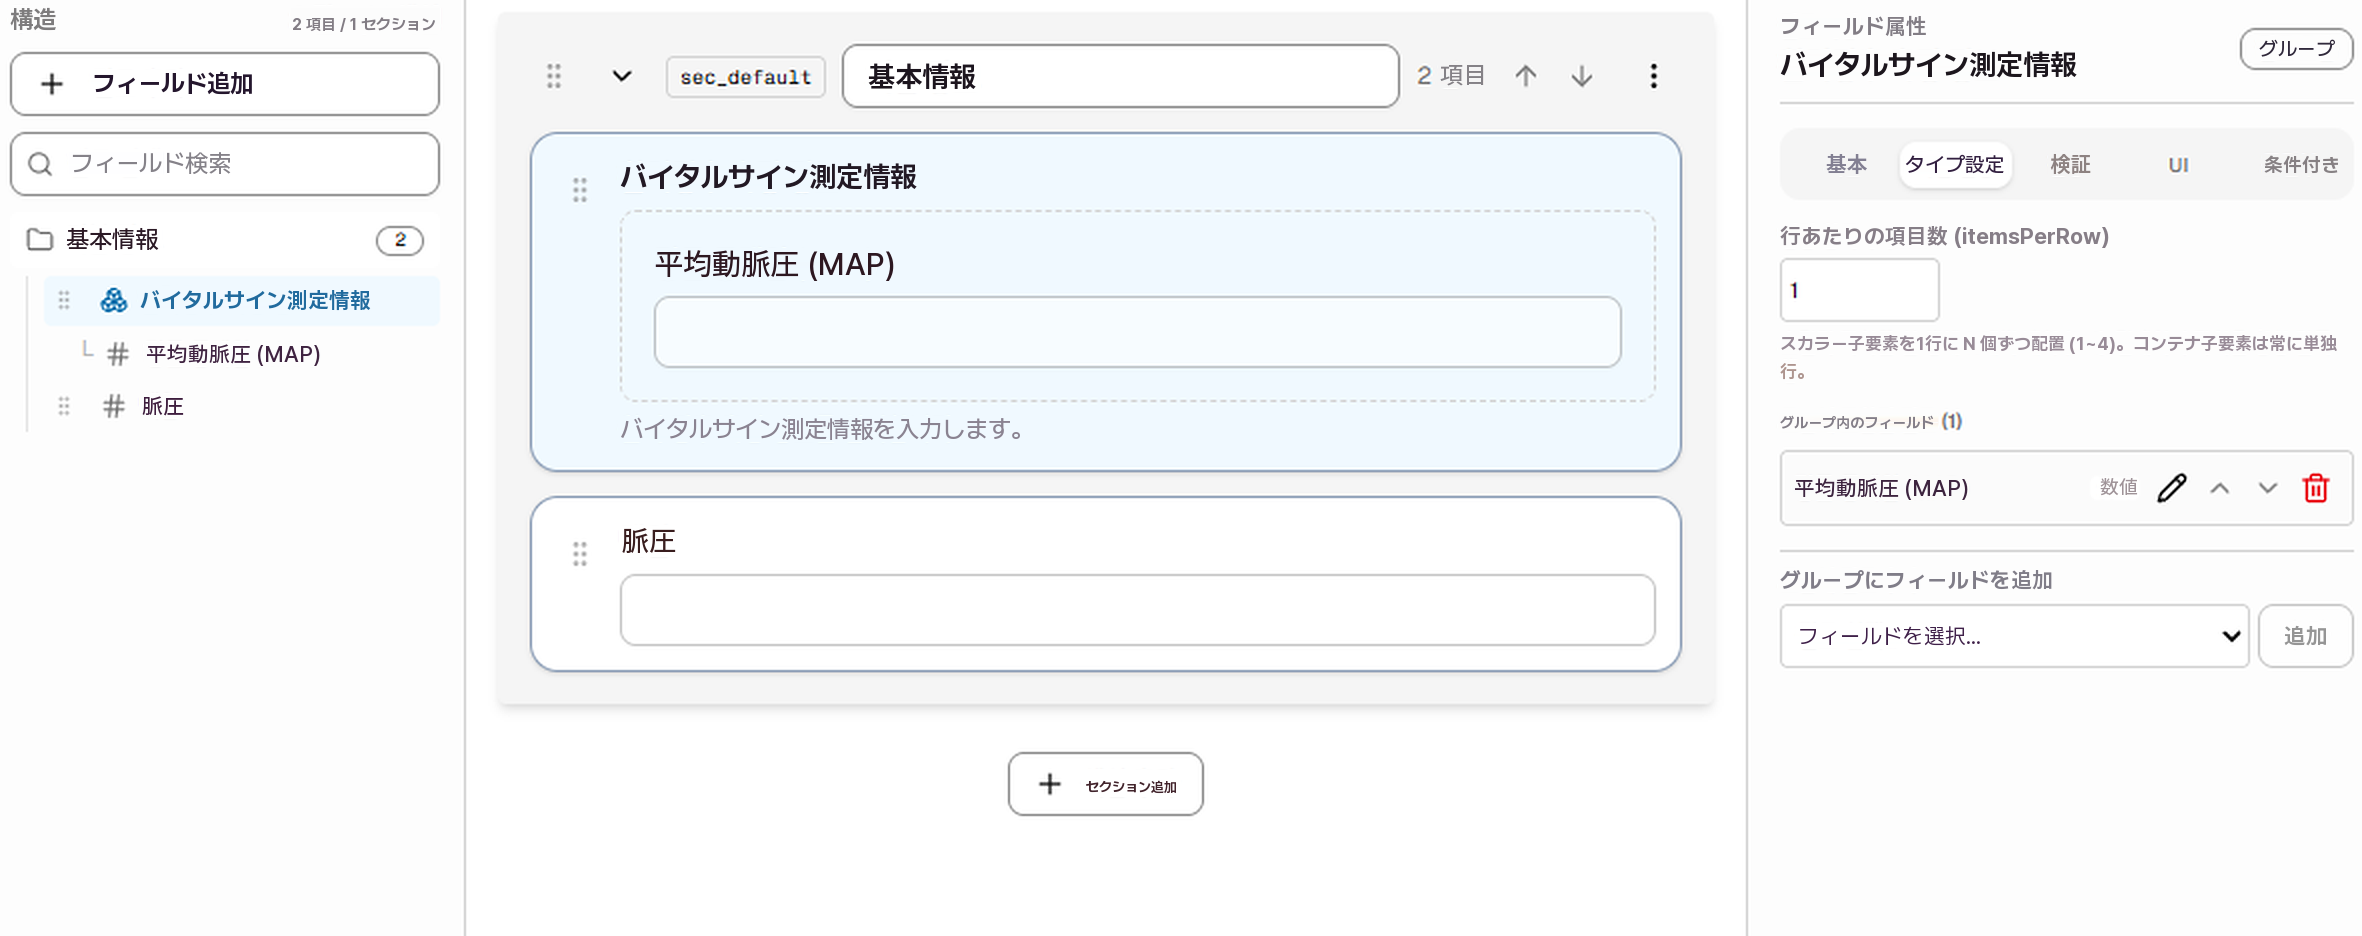 構造
2 項目 / 1 セクション
フィールド追加
フィールド検索
基本情報
2
バイタルサイン測定情報
平均動脈圧 (MAP)
脈圧
sec_default
基本情報
2 項目
バイタルサイン測定情報
平均動脈圧 (MAP)
バイタルサイン測定情報を入力します。
脈圧
セクション追加
フィールド属性
バイタルサイン測定情報
グループ
基本
タイプ設定
検証
UI
条件付き
行あたりの項目数 (itemsPerRow)
1
スカラー子要素を1行に N 個ずつ配置 (1~4)。コンテナ子要素は常に単独
行。
グループ内のフィールド (1)
平均動脈圧 (MAP)
数値
グループにフィールドを追加
フィールドを選択...
追加